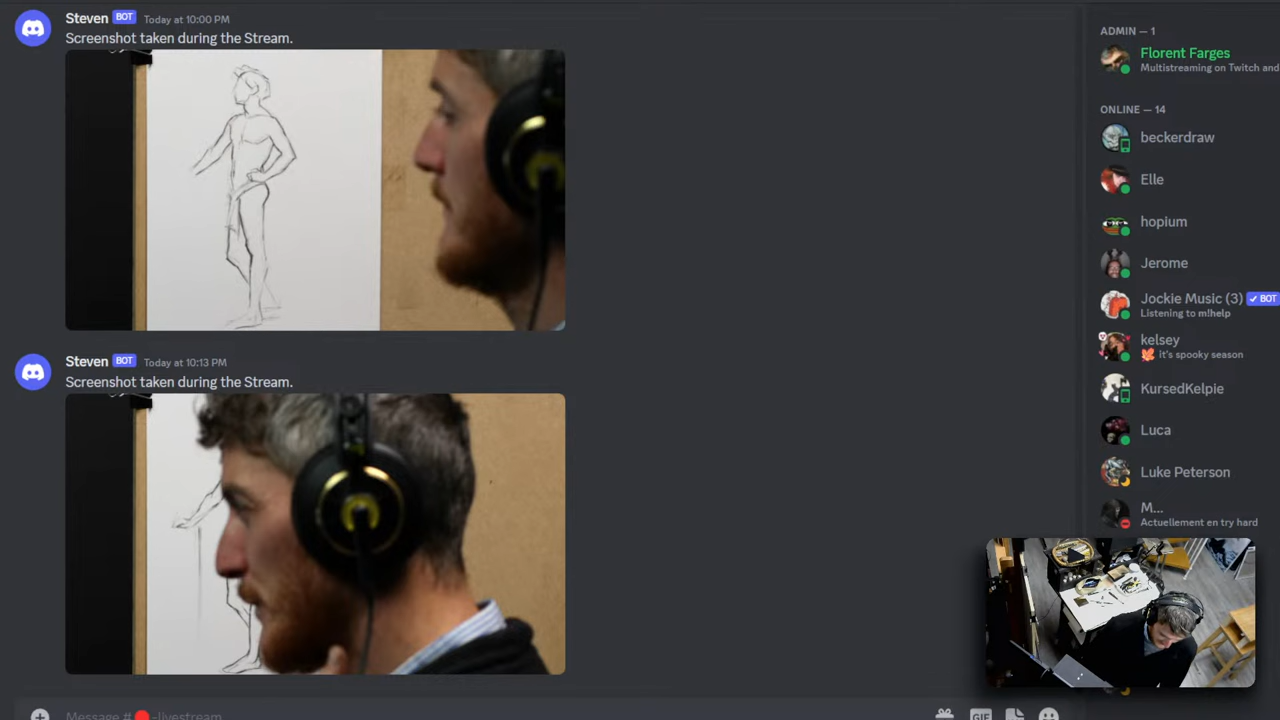 Steven BOT Today at 10:00 PM
Screenshot taken during the Stream.
Steven BOT Today at 10:13 PM
Screenshot taken during the Stream.
Message # -livestream
GIF
ADMIN — 1
Florent Farges
Multistreaming on Twitch and
ONLINE — 14
beckerdraw
Elle
hopium
Jerome
Jockie Music (3) BOT
Listening to m!help
kelsey
it's spooky season
KursedKelpie
Luca
Luke Peterson
M...
Actuellement en try hard